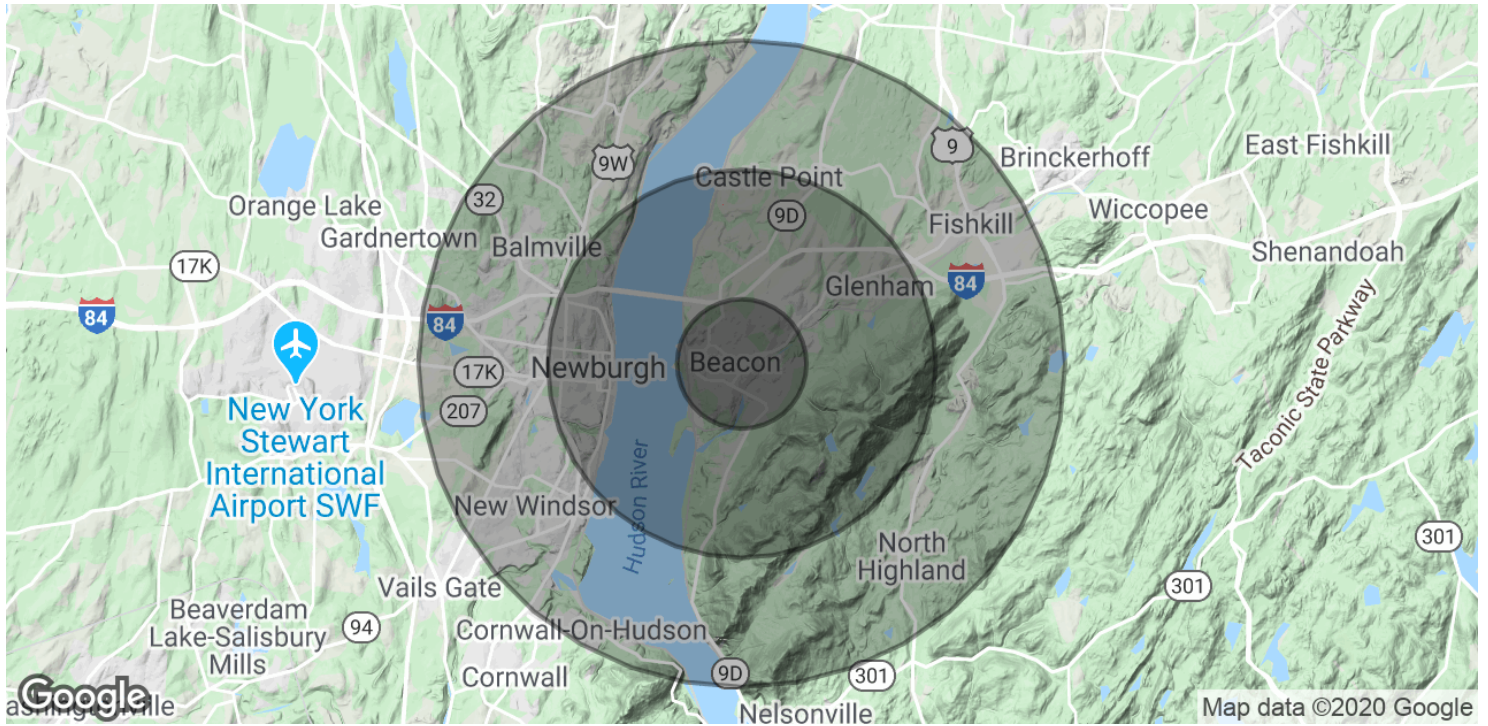 9W
9
Brinckerhoff
East Fishkill
Castle Point
32
Orange Lake
9D
Wiccopee
Gardnertown
Balmville
Fishkill
Shenandoah
17K
Glenham
84
84
84
Newburgh
Beacon
17K
Taconic State Parkway
207
New York
Stewart
International
Airport SWF
Hudson River
New Windsor
North
Highland
301
Vails Gate
301
Beaverdam
Lake-Salisbury
Mills
94
Cornwall-On-Hudson
Cornwall
9D
301
Google
Nelsonville
Map data ©2020 Google